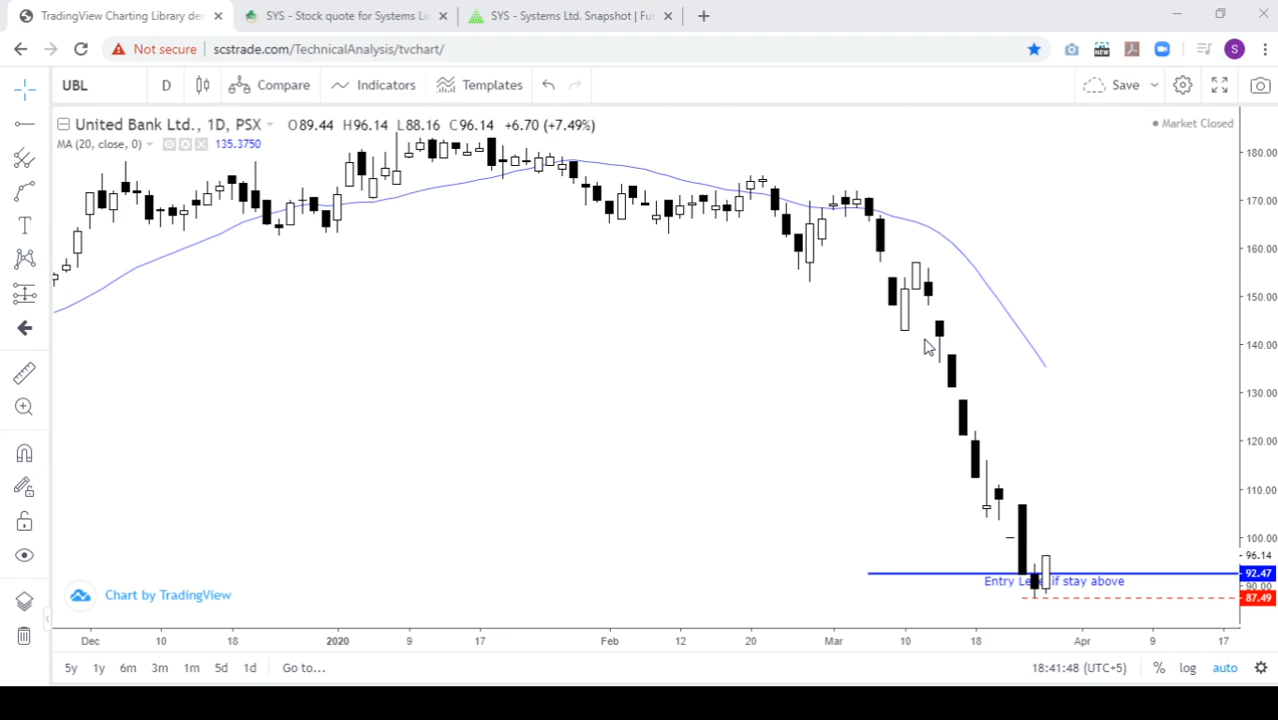 TradingView Charting Library der
SYS - Stock quote for Systems Lin
SYS - Systems Ltd. Snapshot | Fun
Not secure
scstrade.com/TechnicalAnalysis/tvchart/
NEW
S
UBL
D
Compare
Indicators
Templates
Save
United Bank Ltd., 1D, PSX
O89.44 H96.14 L88.16 C96.14 +6.70 (+7.49%)
Market Closed
MA (20, close, 0)
135.3750
180.00
170.00
160.00
150.00
140.00
130.00
120.00
110.00
100.00
96.14
92.47
90.00
87.49
if stay above
Chart by TradingView
Dec
10
18
2020
9
17
Feb
12
20
Mar
10
18
Apr
9
17
5y
1y
6m
3m
1m
5d
1d
Go to...
18:41:48 (UTC+5)
%
log
auto